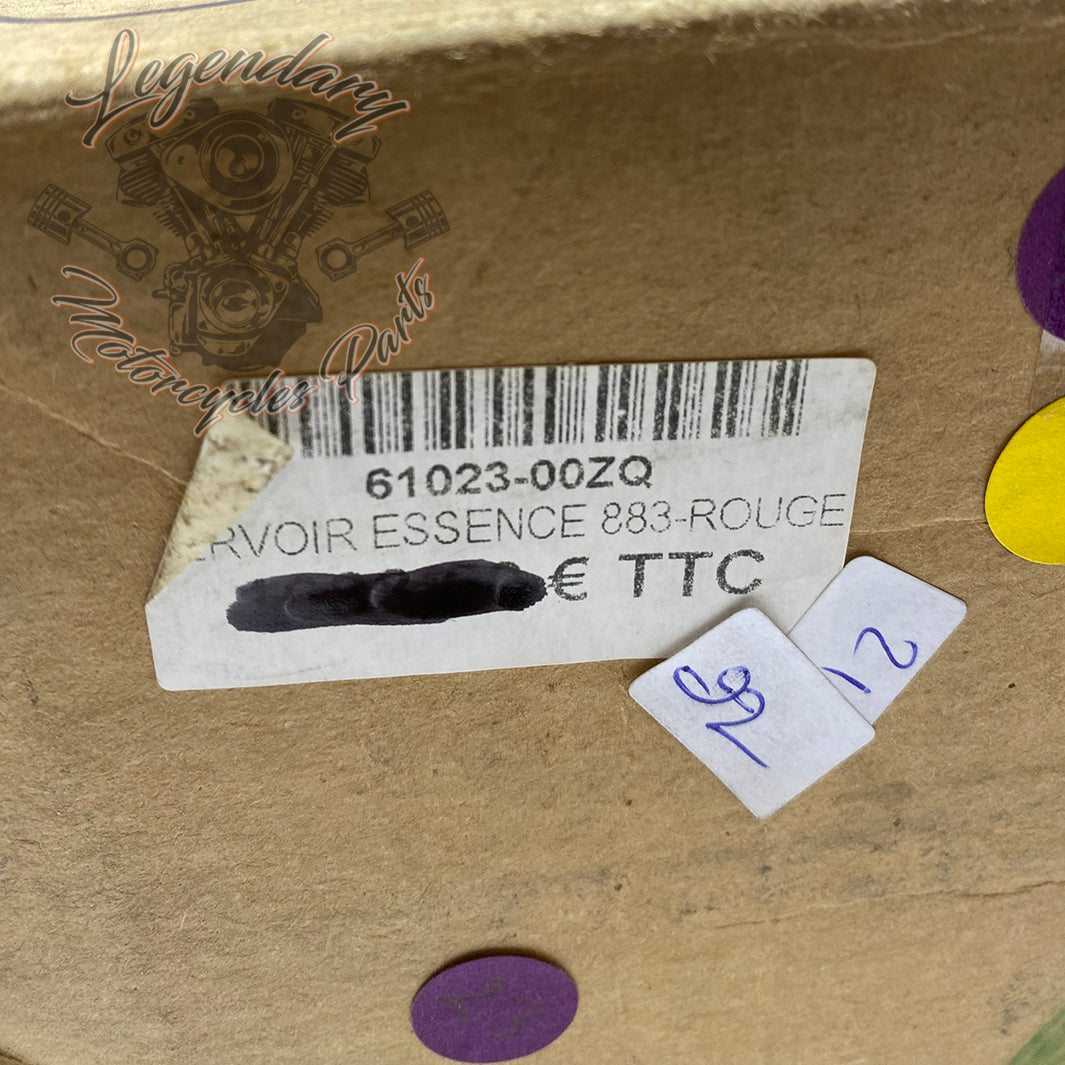 Legendary
Motorcycles Parts
61023-00ZQ
RVOIR ESSENCE 883-ROUGE
€ TTC
12